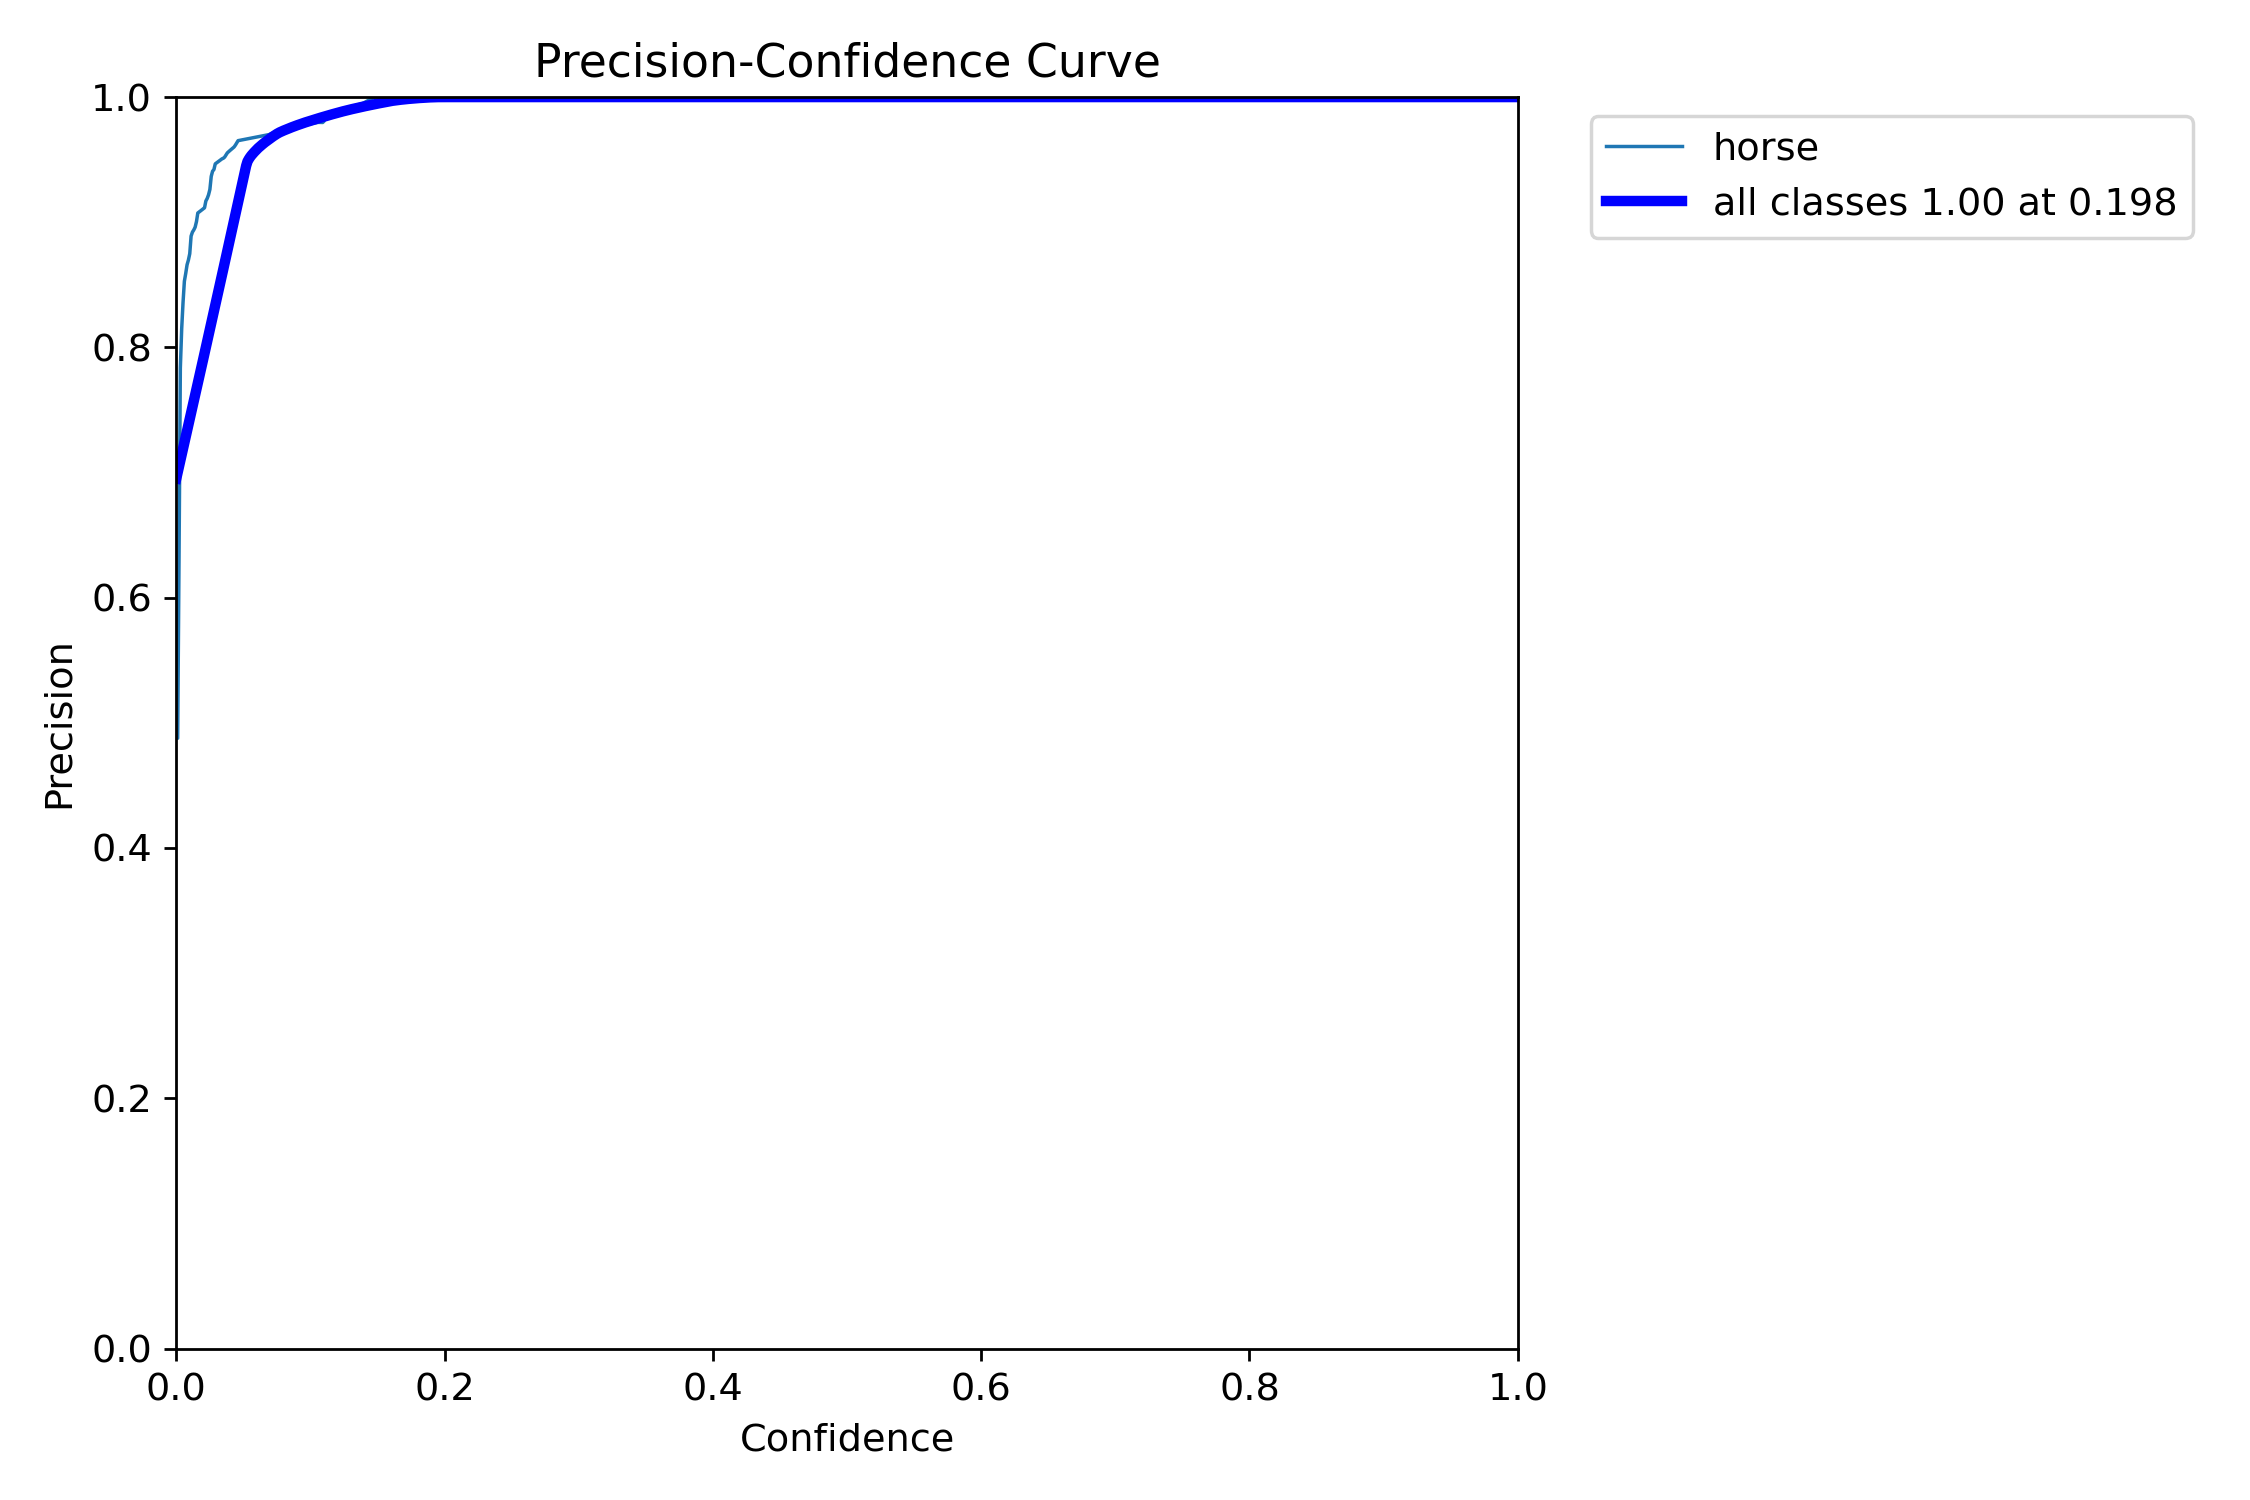 Precision-Confidence Curve
horse
all classes 1.00 at 0.198
1.0
0.8
0.6
0.4
0.2
0.0
Precision
0.0 0.2 0.4 0.6 0.8 1.0
Confidence